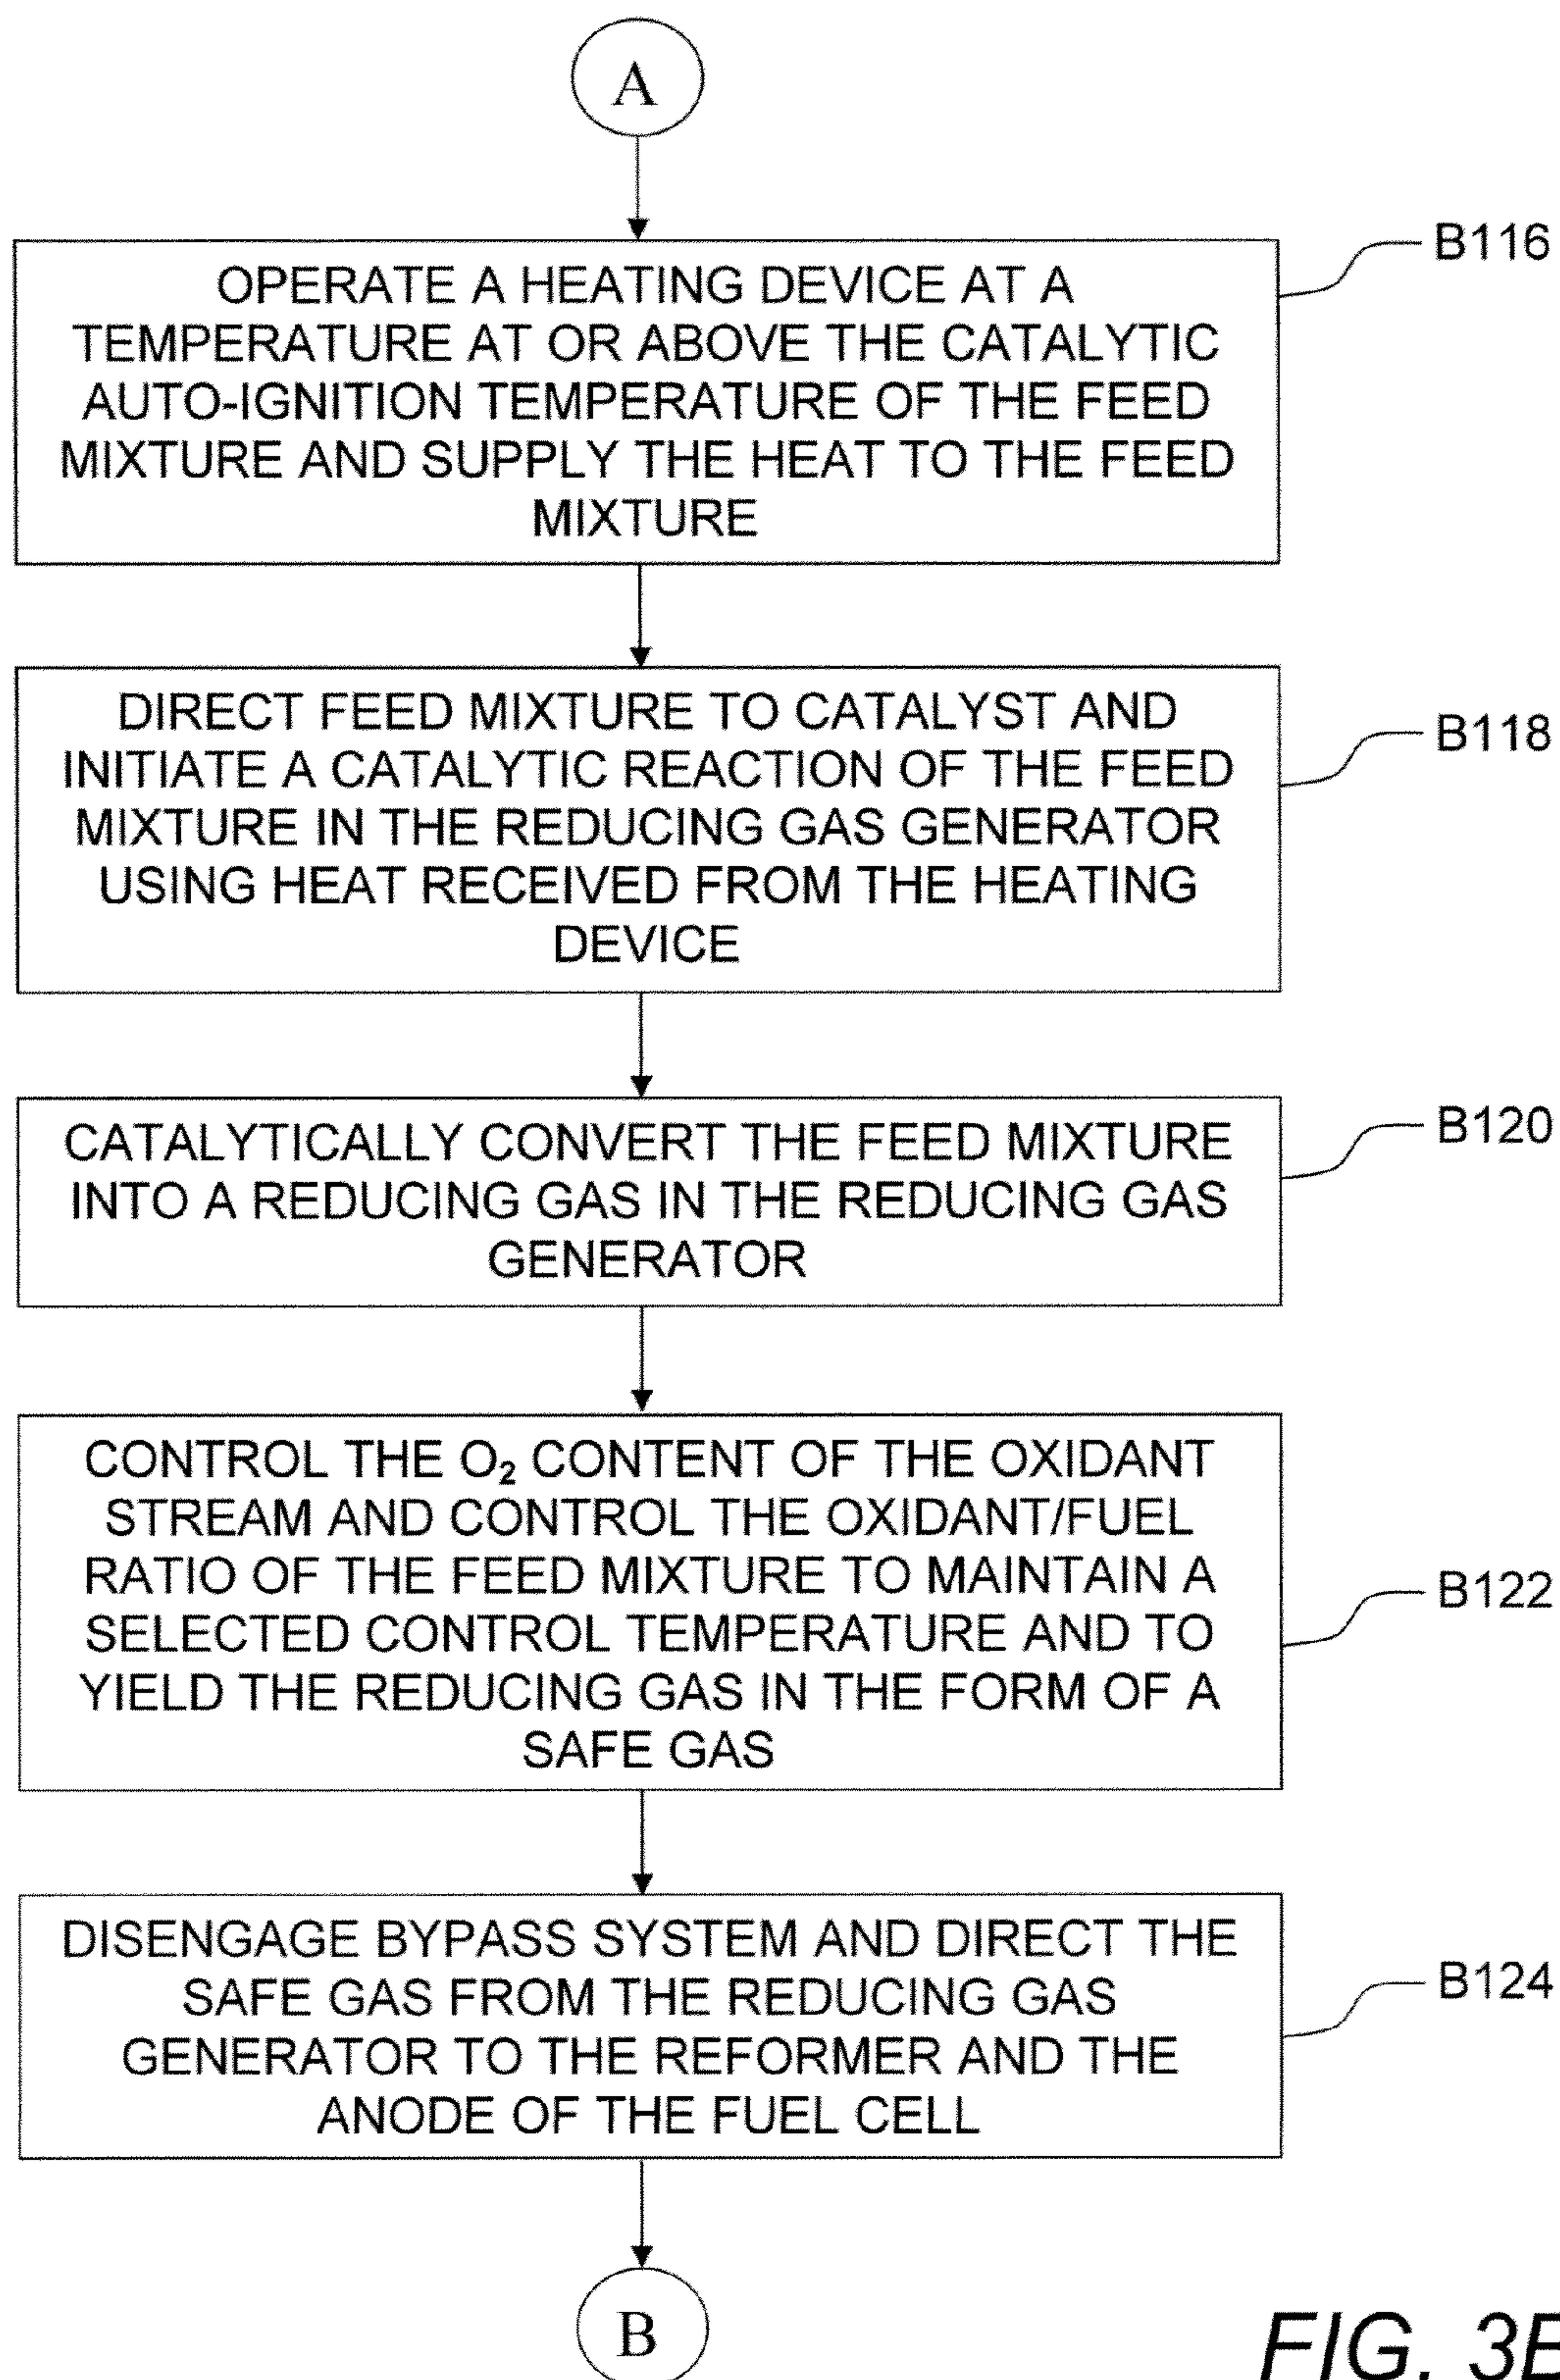 A
OPERATE A HEATING DEVICE AT A
TEMPERATURE AT OR ABOVE THE CATALYTIC
AUTO-IGNITION TEMPERATURE OF THE FEED
MIXTURE AND SUPPLY THE HEAT TO THE FEED
MIXTURE
B116
DIRECT FEED MIXTURE TO CATALYST AND
INITIATE A CATALYTIC REACTION OF THE FEED
MIXTURE IN THE REDUCING GAS GENERATOR
USING HEAT RECEIVED FROM THE HEATING
DEVICE
B118
CATALYTICALLY CONVERT THE FEED MIXTURE
INTO A REDUCING GAS IN THE REDUCING GAS
GENERATOR
B120
CONTROL THE O₂ CONTENT OF THE OXIDANT
STREAM AND CONTROL THE OXIDANT/FUEL
RATIO OF THE FEED MIXTURE TO MAINTAIN A
SELECTED CONTROL TEMPERATURE AND TO
YIELD THE REDUCING GAS IN THE FORM OF A
SAFE GAS
B122
DISENGAGE BYPASS SYSTEM AND DIRECT THE
SAFE GAS FROM THE REDUCING GAS
GENERATOR TO THE REFORMER AND THE
ANODE OF THE FUEL CELL
B124
B
FIG. 3B